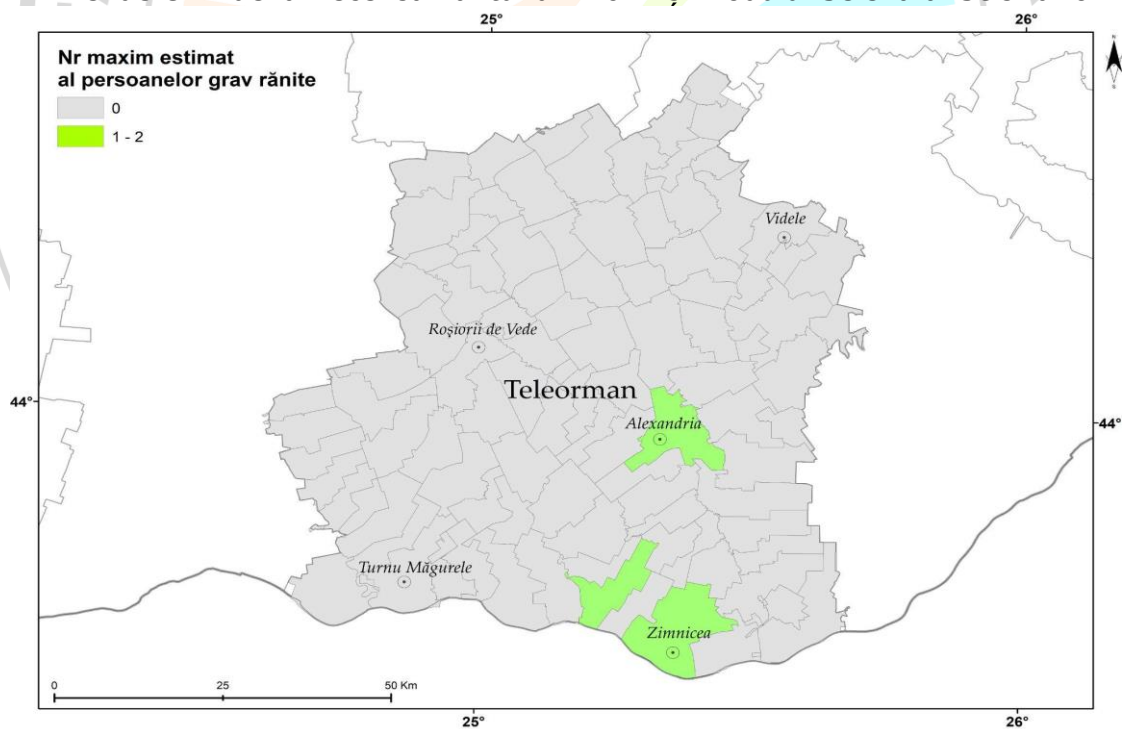 25°
26°
Nr maxim estimat
al persoanelor grav rănite
0
1 - 2
N
S
Videle
Roșiorii de Vede
Teleorman
44°
Alexandria
44°
Turnu Măgurele
Zimnicea
0
25
50 Km
25°
26°